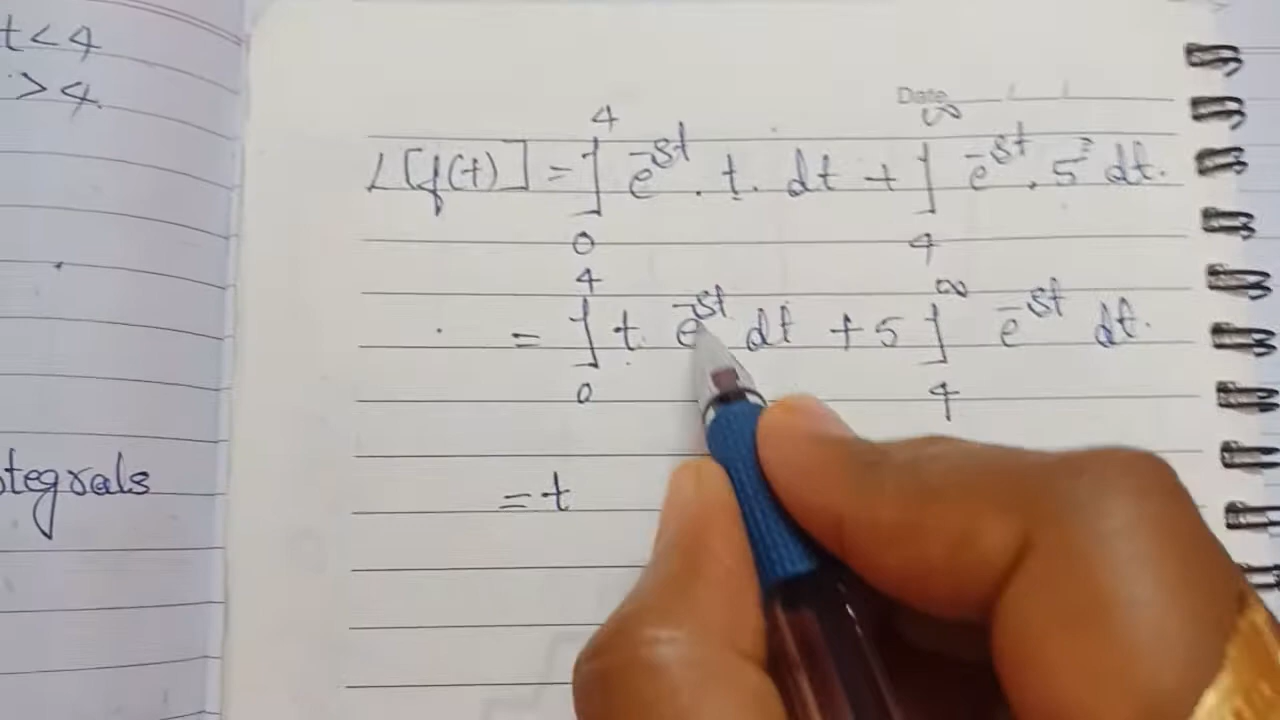 t < 4
> 4
tegrals
Date
L[f(t)] = ∫₀⁴ e^-st . t . dt + ∫₄^∞ e^-st . 5 dt.
= ∫₀⁴ t. e^-st dt + 5 ∫₄^∞ e^-st dt.
= t